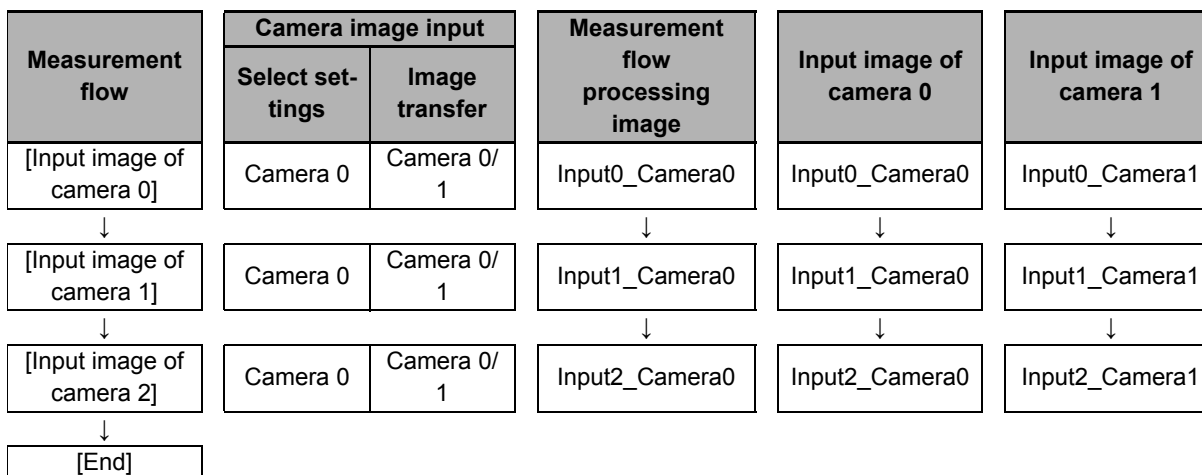 Measurement
flow
Camera image input
Select set-
tings
Image
transfer
Measurement
flow
processing
image
Input image of
camera 0
Input image of
camera 1
[Input image of
camera 0]
Camera 0
Camera 0/
1
Input0_Camera0
Input0_Camera0
Input0_Camera1
↓
↓
↓
↓
[Input image of
camera 1]
Camera 0
Camera 0/
1
Input1_Camera0
Input1_Camera0
Input1_Camera1
↓
↓
↓
↓
[Input image of
camera 2]
Camera 0
Camera 0/
1
Input2_Camera0
Input2_Camera0
Input2_Camera1
↓
[End]